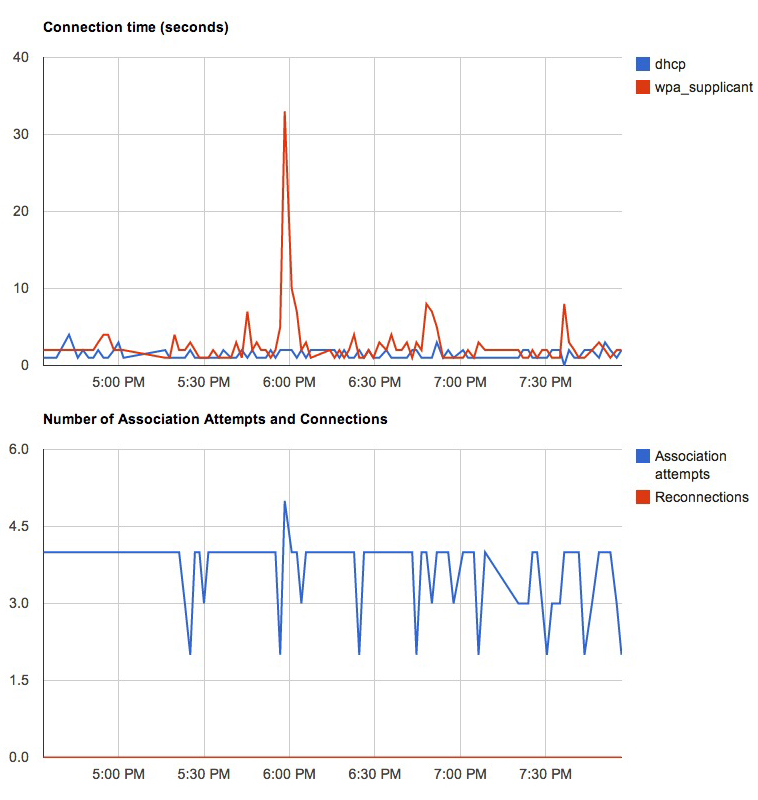 Connection time (seconds)
40
dhcp
wpa_supplicant
30
20
10
0
5:00 PM 5:30 PM 6:00 PM 6:30 PM 7:00 PM 7:30 PM
Number of Association Attempts and Connections
6.0
Association
attempts
Reconnections
4.5
3.0
1.5
0.0
5:00 PM 5:30 PM 6:00 PM 6:30 PM 7:00 PM 7:30 PM